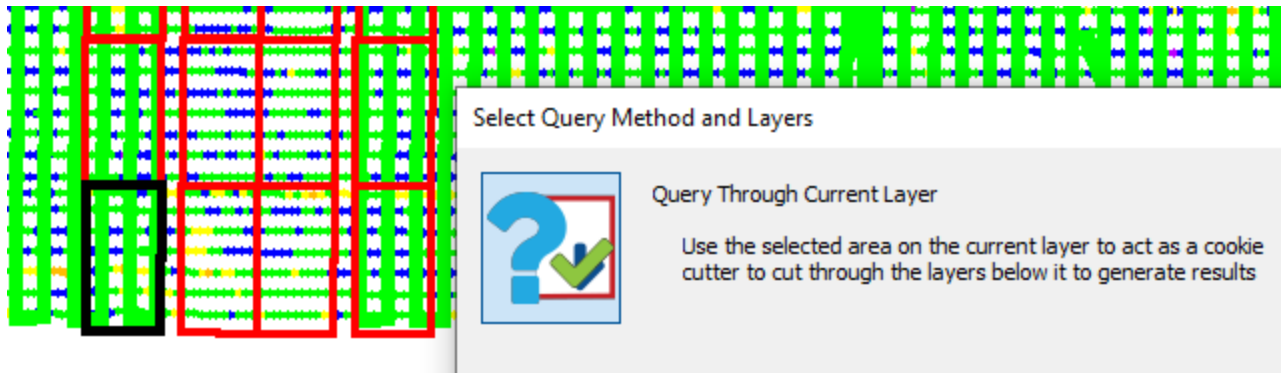 Select Query Method and Layers
Query Through Current Layer
Use the selected area on the current layer to act as a cookie
cutter to cut through the layers below it to generate results